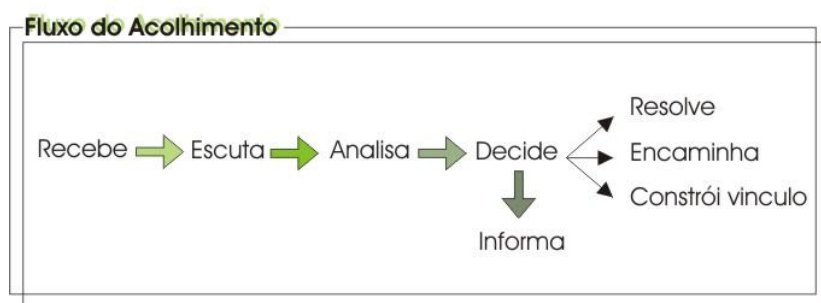 Fluxo do Acolhimento
Recebe
Escuta
Analisa
Decide
Resolve
Encaminha
Constrói vinculo
Informa